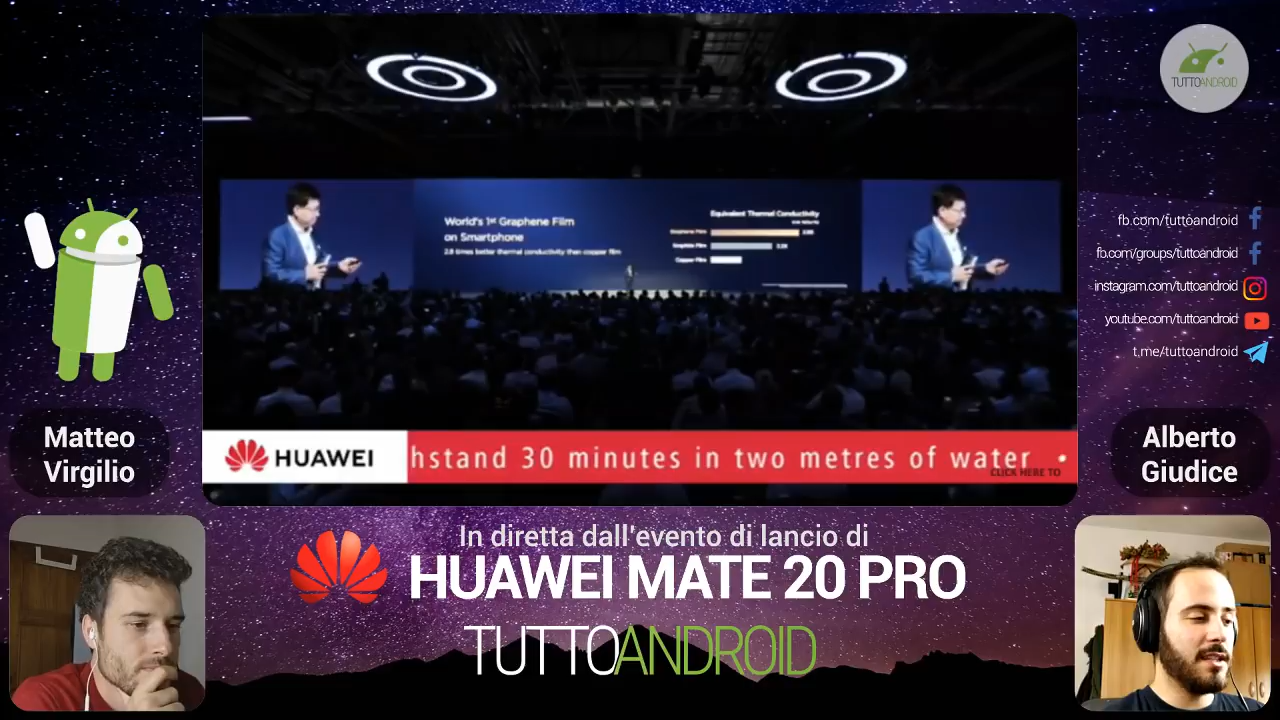 TUTTOANDROID
World's 1st Graphene Film
on Smartphone
2.8 times better thermal conductivity then copper film
Equivalent Thermal Conductivity
Graphene Film
Graphite Film
Copper Film
fb.com/tuttoandroid
fb.com/groups/tuttoandroid
instagram.com/tuttoandroid
youtube.com/tuttoandroid
t.me/tuttoandroid
Matteo
Virgilio
Alberto
Giudice
HUAWEI
hstand 30 minutes in two metres of water •
CLICK HERE TO
In diretta dall'evento di lancio di
HUAWEI MATE 20 PRO
TUTTOANDROID